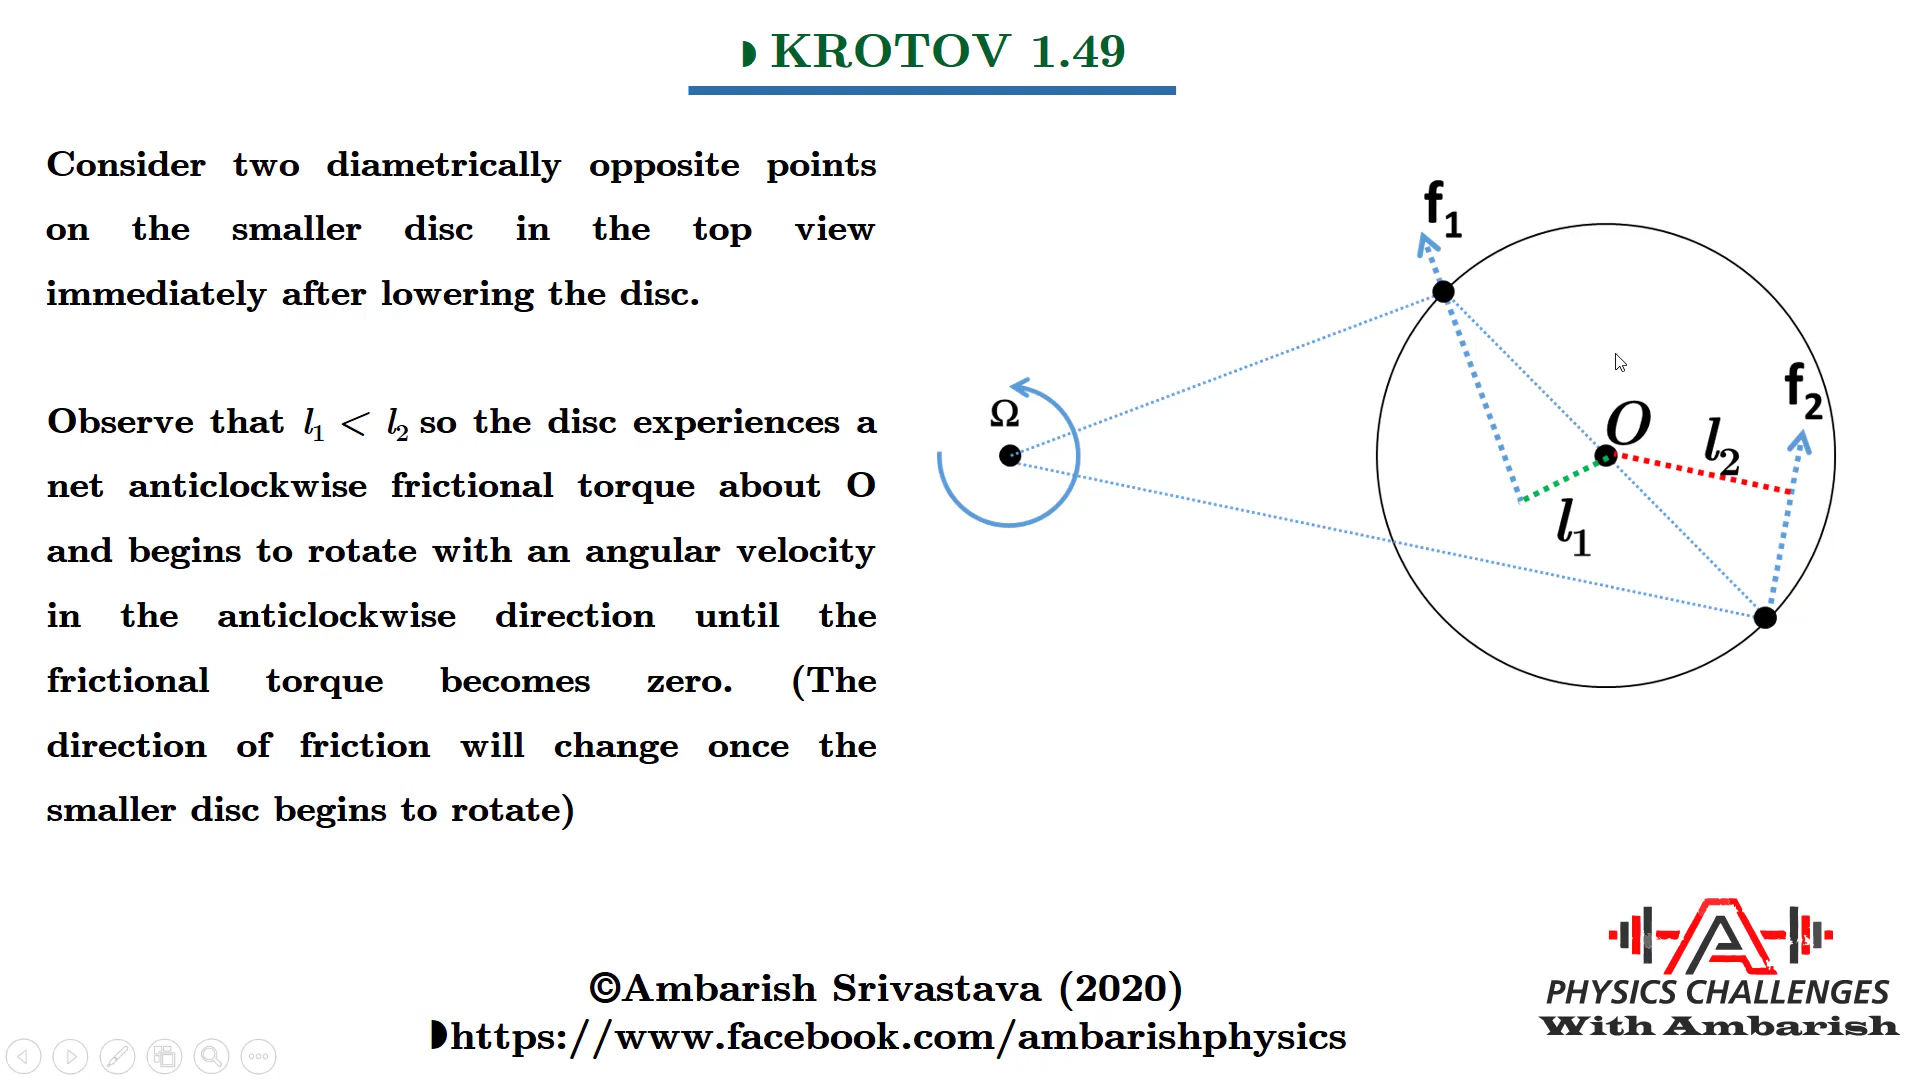 ◗ KROTOV 1.49
Consider two diametrically opposite points
on the smaller disc in the top view
immediately after lowering the disc.
Observe that l₁ < l₂ so the disc experiences a
net anticlockwise frictional torque about O
and begins to rotate with an angular velocity
in the anticlockwise direction until the
frictional torque becomes zero. (The
direction of friction will change once the
smaller disc begins to rotate)
f₁
f₂
Ω
O
l₂
l₁
©Ambarish Srivastava (2020)
◗https://www.facebook.com/ambarishphysics
A
PHYSICS CHALLENGES
With Ambarish